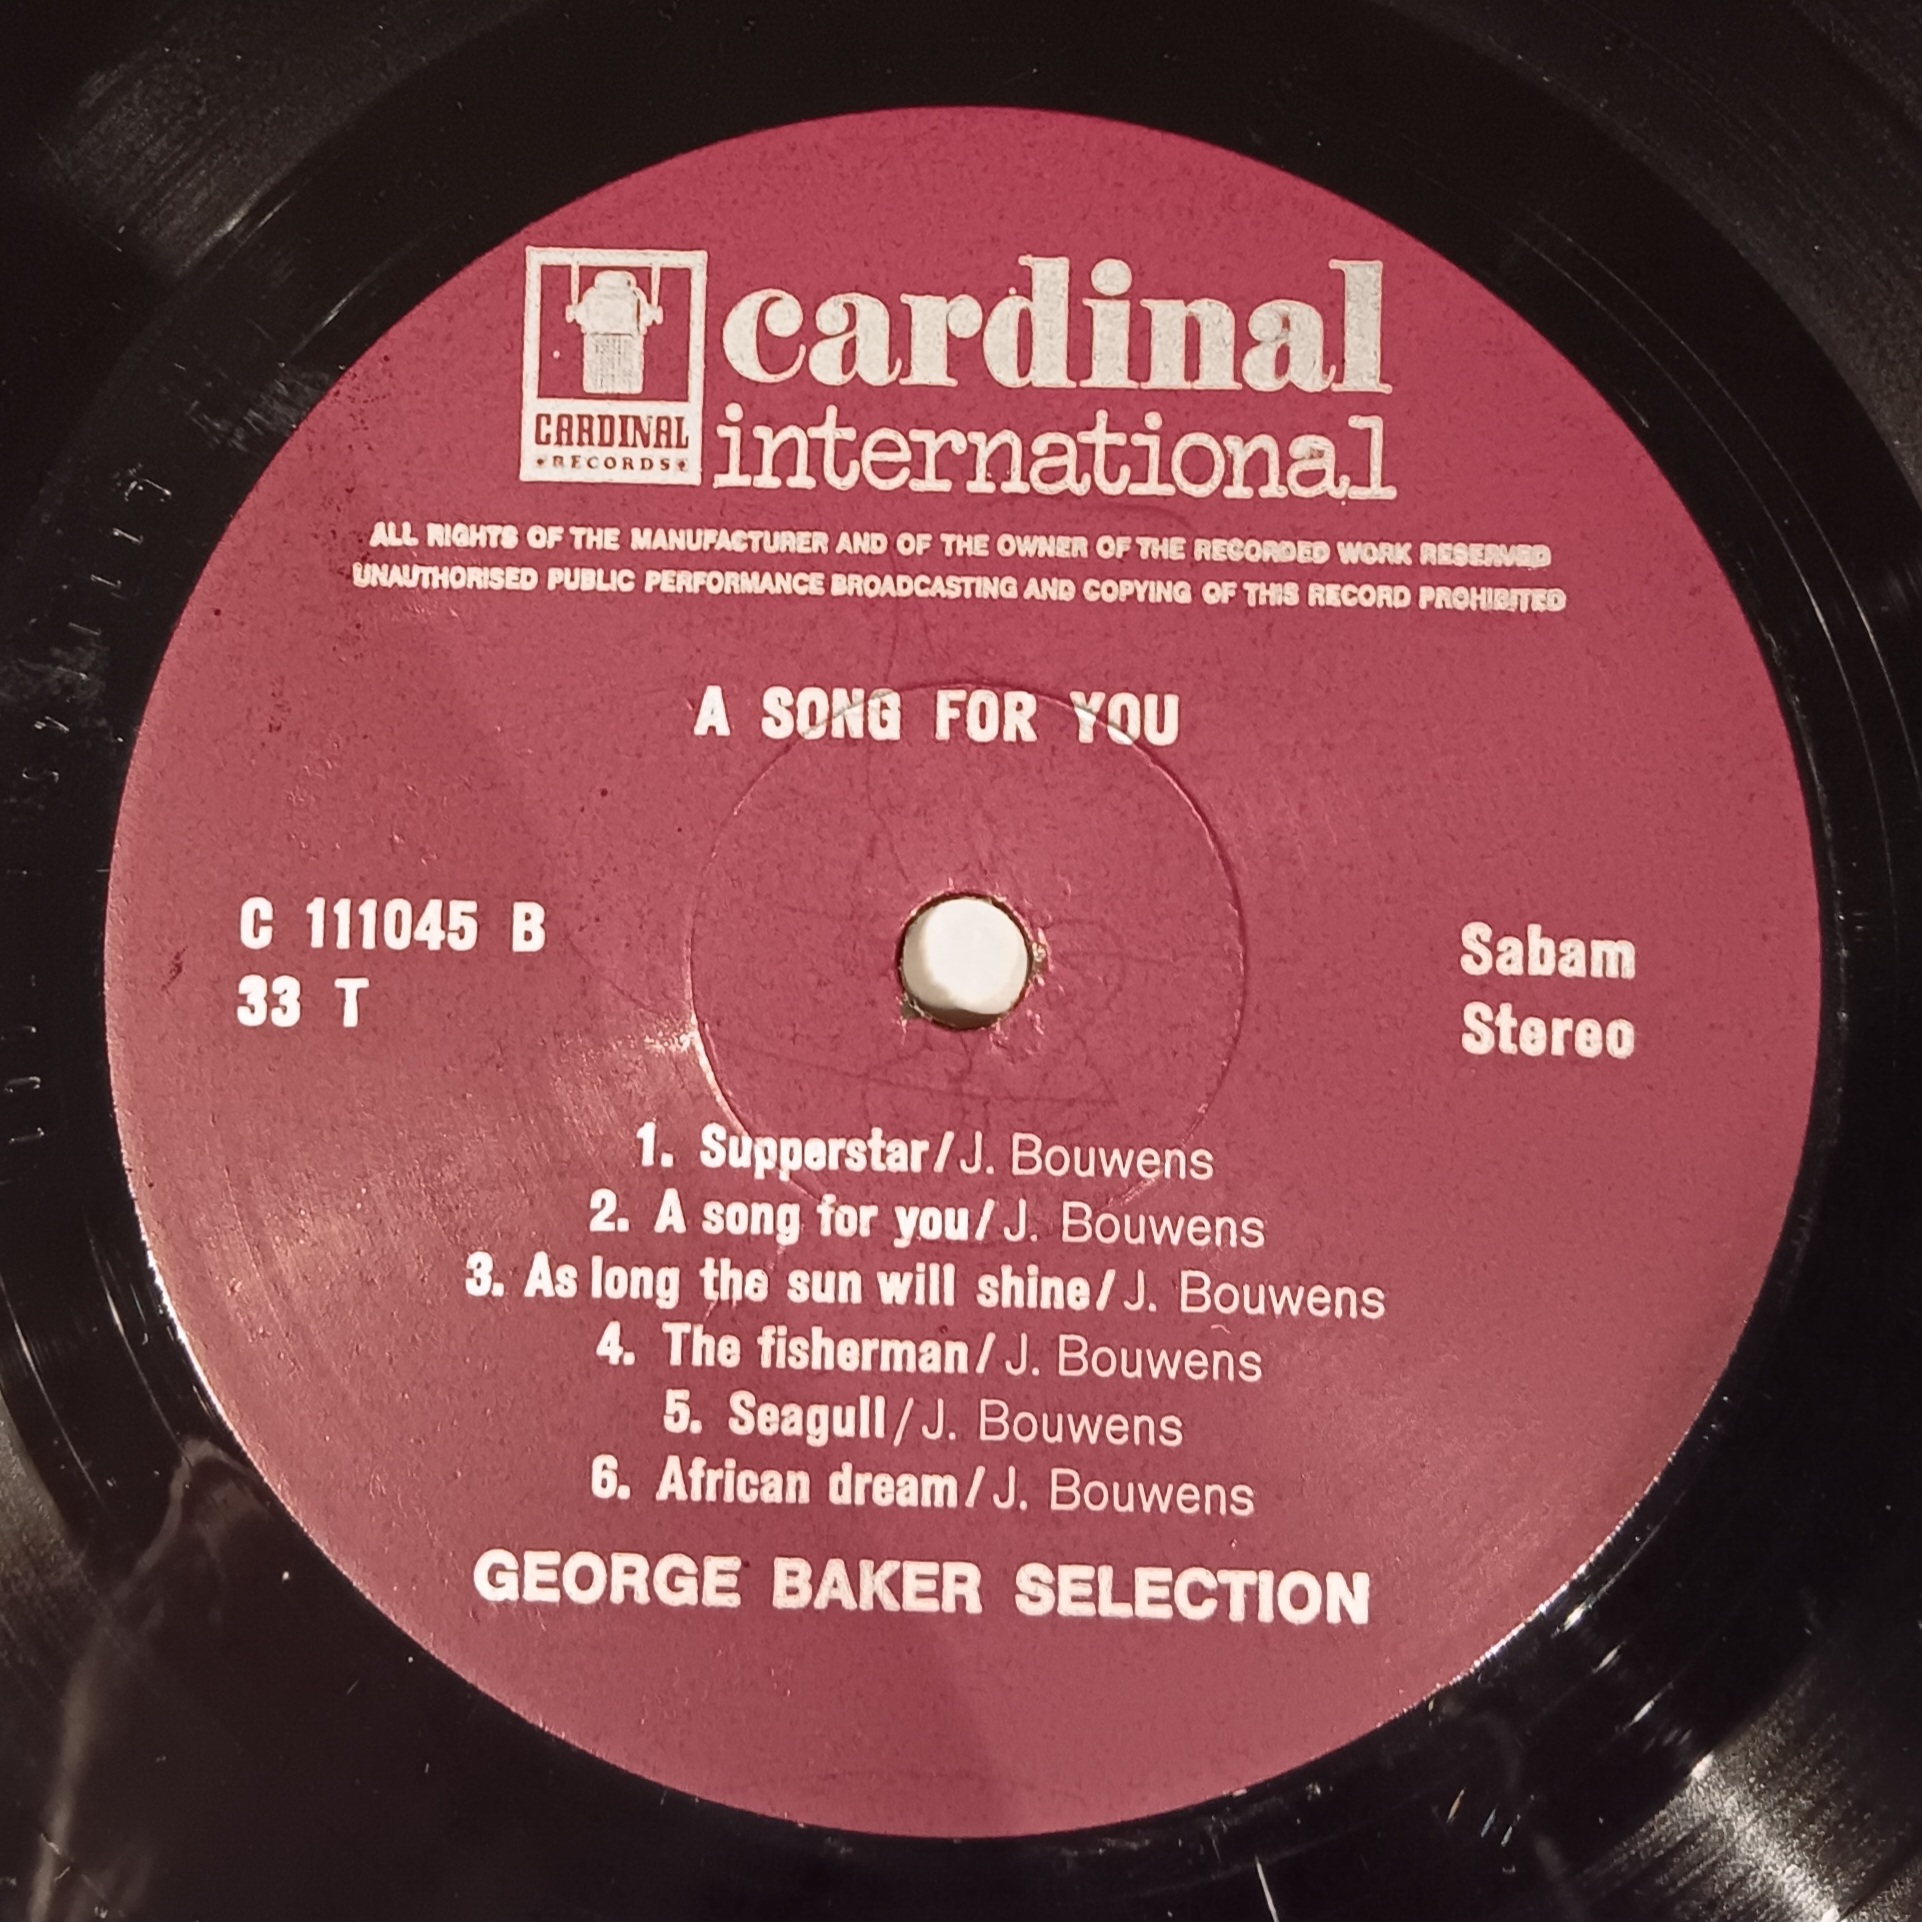 cardinal
international
CARDINAL
RECORDS
ALL RIGHTS OF THE MANUFACTURER AND OF THE OWNER OF THE RECORDED WORK RESERVED
UNAUTHORISED PUBLIC PERFORMANCE BROADCASTING AND COPYING OF THIS RECORD PROHIBITED
A SONG FOR YOU
C 111045 B
33 T
Sabam
Stereo
1. Supperstar/J. Bouwens
2. A song for you/J. Bouwens
3. As long the sun will shine/J. Bouwens
4. The fisherman/J. Bouwens
5. Seagull/J. Bouwens
6. African dream/J. Bouwens
GEORGE BAKER SELECTION